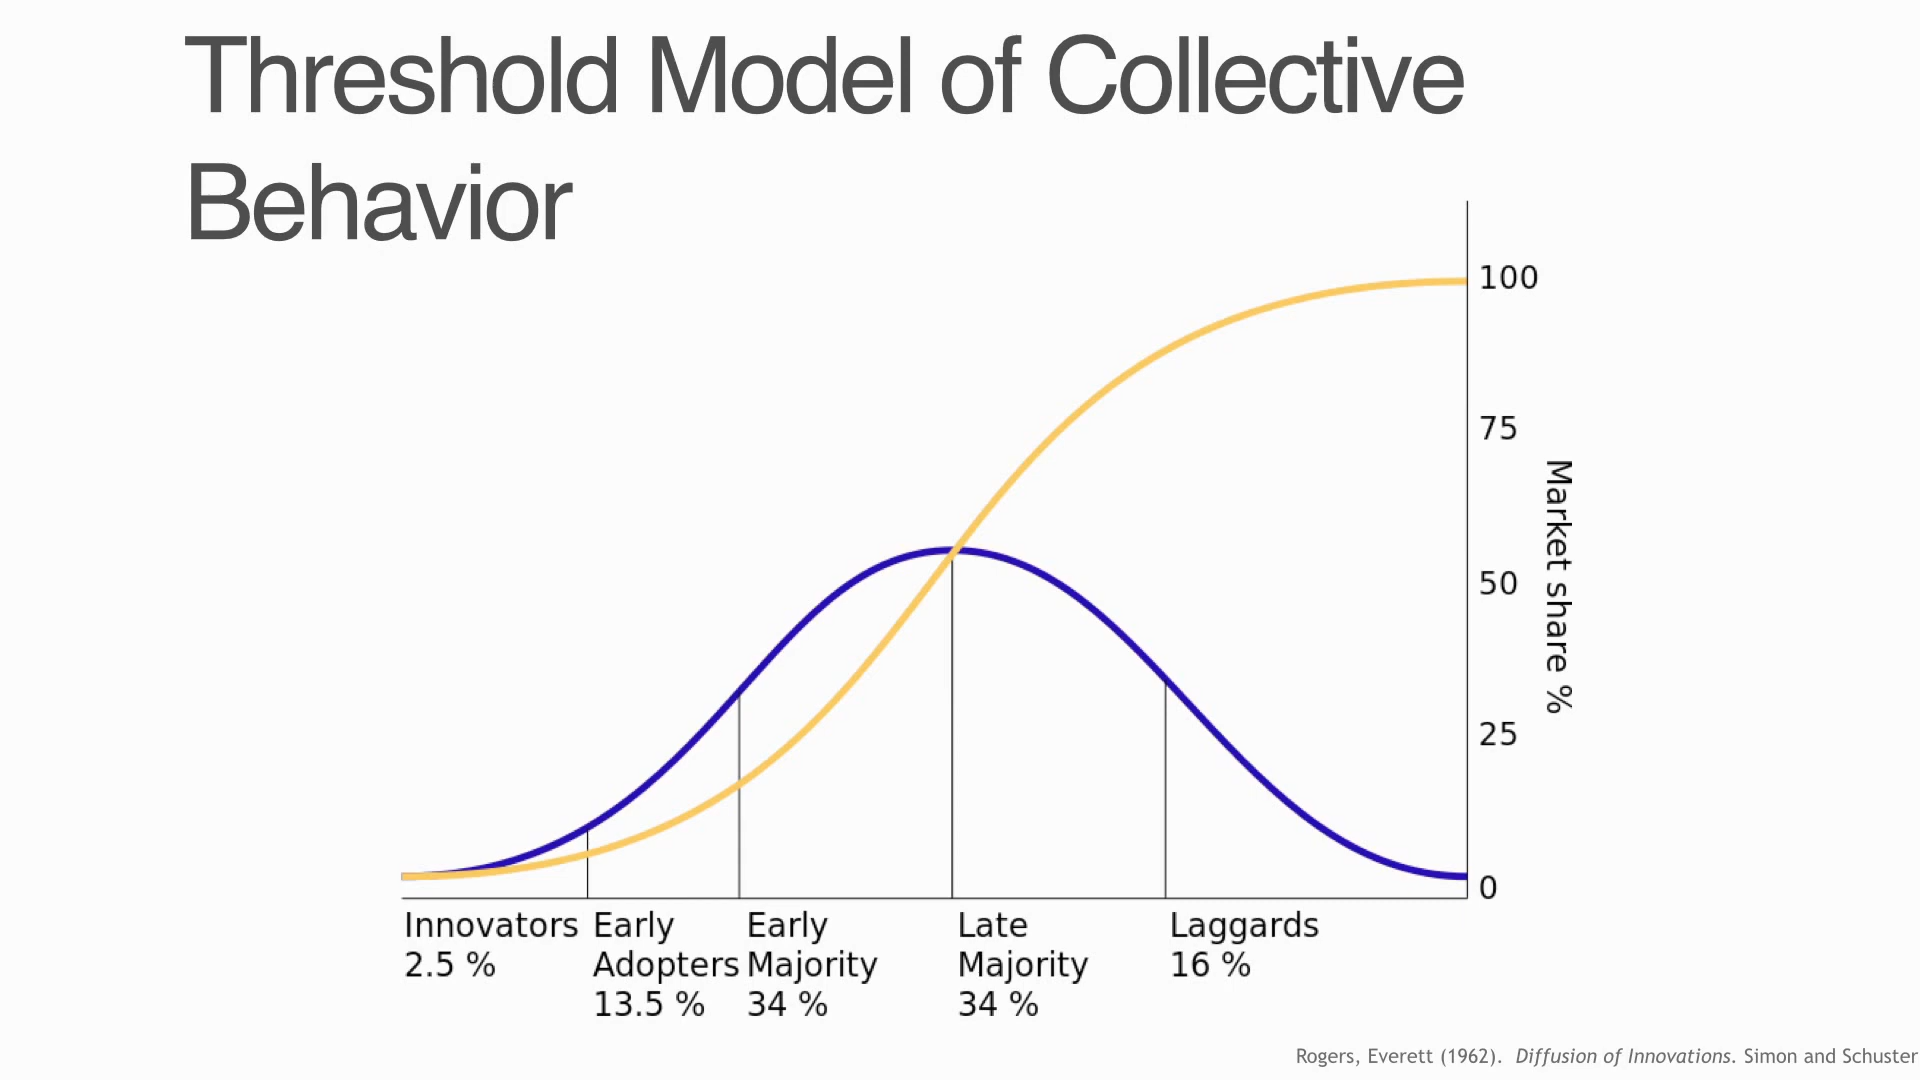 Threshold Model of Collective
Behavior
100
75
50
25
0
Market share %
Innovators
2.5 %
Early
Adopters
13.5 %
Early
Majority
34 %
Late
Majority
34 %
Laggards
16 %
Rogers, Everett (1962). Diffusion of Innovations. Simon and Schuster